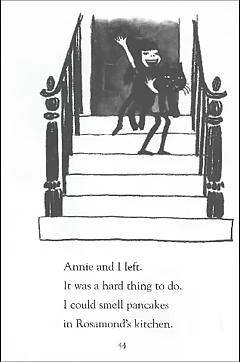 Annie and I left.
It was a hard thing to do.
I could smell pancakes
in Rosamond's kitchen.
44